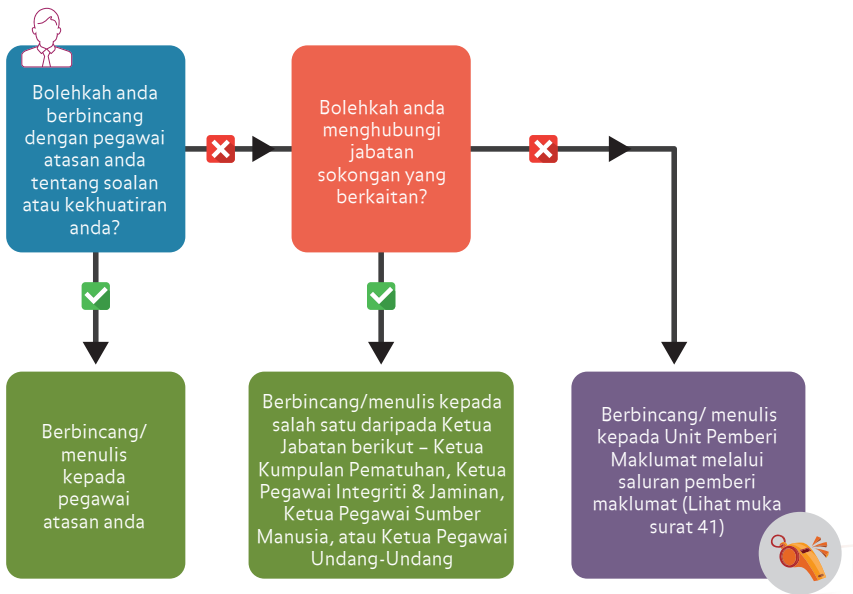 Bolehkah anda
berbincang
dengan pegawai
atasan anda
tentang soalan
atau kekhuatiran
anda?
Bolehkah anda
menghubungi
jabatan
sokongan yang
berkaitan?
Berbincang/
menulis
kepada
pegawai
atasan anda
Berbincang/menulis kepada
salah satu daripada Ketua
Jabatan berikut – Ketua
Kumpulan Pematuhan, Ketua
Pegawai Integriti & Jaminan,
Ketua Pegawai Sumber
Manusia, atau Ketua Pegawai
Undang-Undang
Berbincang/ menulis
kepada Unit Pemberi
Maklumat melalui
saluran pemberi
maklumat (Lihat muka
surat 41)